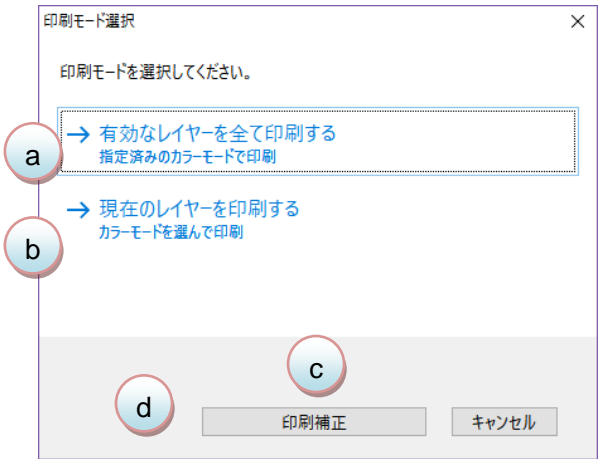 印刷モード選択
印刷モードを選択してください。
a
→ 有効なレイヤーを全て印刷する
指定済みのカラーモードで印刷
b
→ 現在のレイヤーを印刷する
カラーモードを選んで印刷
c
d
印刷補正
キャンセル